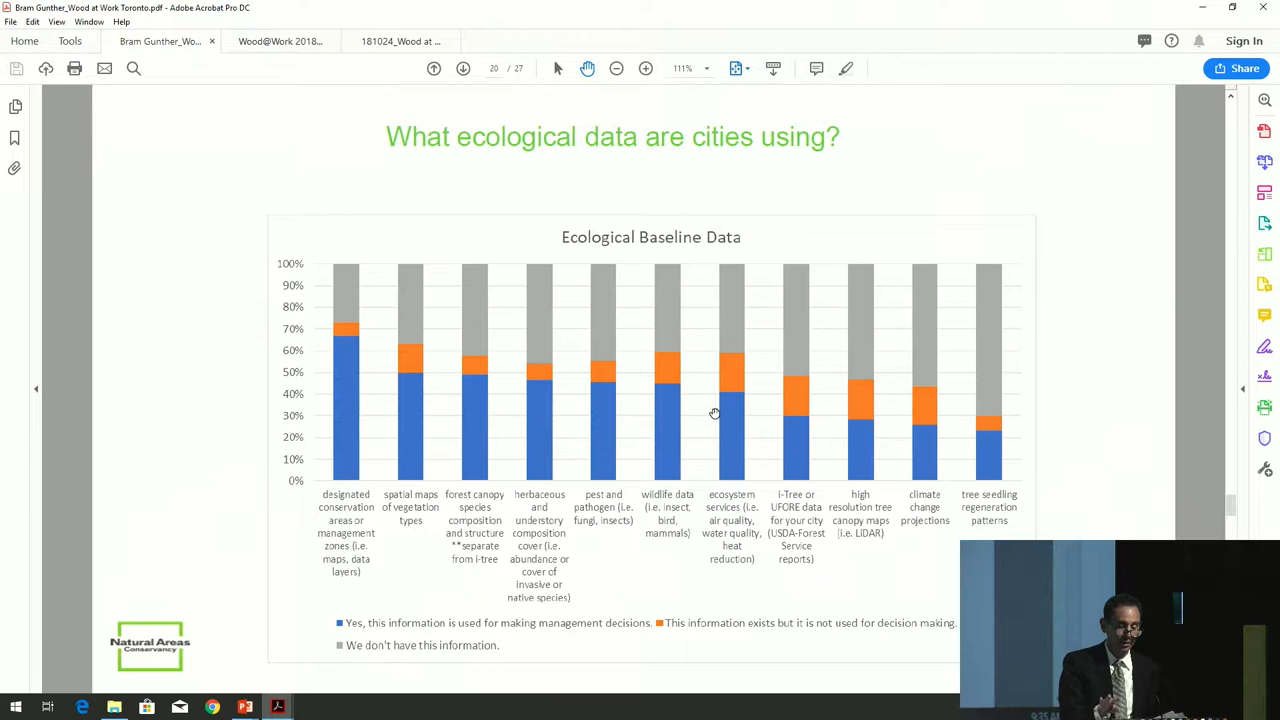 Bram Gunther_Wood at Work Toronto.pdf - Adobe Acrobat Pro DC
File Edit View Window Help
Home Tools Bram Gunther_Wo... × Wood@Work 2018... 181024_Wood at ... Sign In
20 / 27 111% Share
What ecological data are cities using?
Ecological Baseline Data
100%
90%
80%
70%
60%
50%
40%
30%
20%
10%
0%
designated
conservation
areas or
management
zones (i.e.
maps, data
layers)
spatial maps
of vegetation
types
forest canopy
species
composition
and structure
**separate
from i-tree
herbaceous
and
understory
composition
cover (i.e.
abundance or
cover of
invasive or
native species)
pest and
pathogen (i.e.
fungi, insects)
wildlife data
(i.e. insect,
bird,
mammals)
ecosystem
services (i.e.
air quality,
water quality,
heat
reduction)
i-Tree or
UFORE data
for your city
(USDA-Forest
Service
reports)
high
resolution tree
canopy maps
(i.e. LiDAR)
climate
change
projections
tree seedling
regeneration
patterns
Yes, this information is used for making management decisions. This information exists but it is not used for decision making.
We don't have this information.
Natural Areas
Conservancy